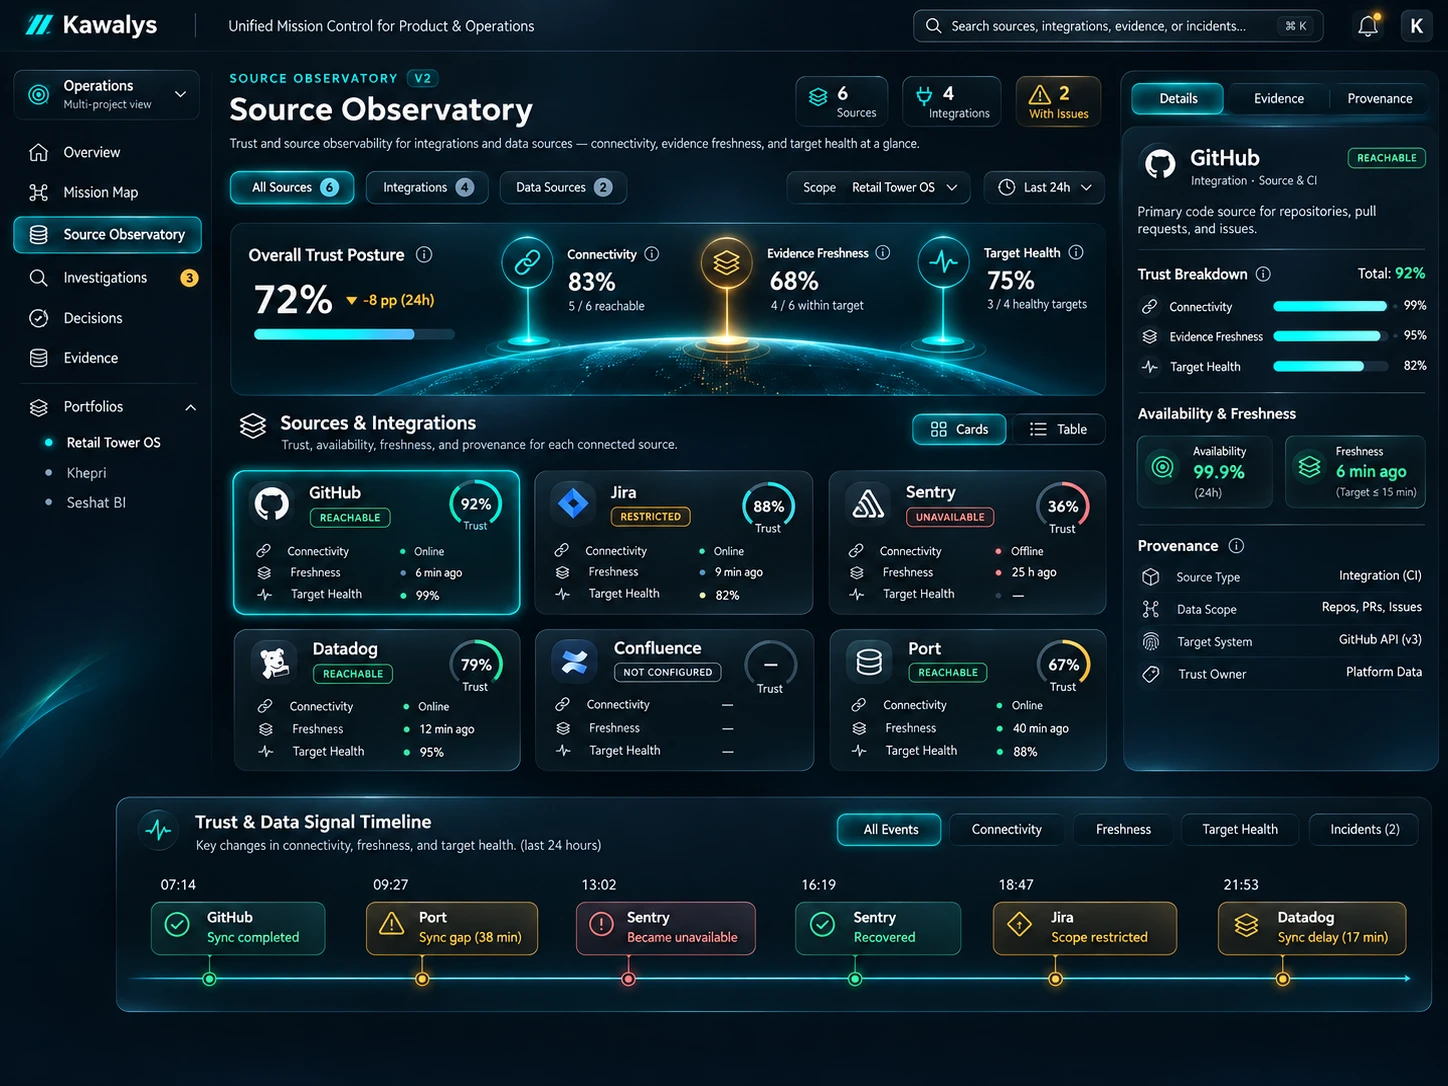 Kawalys
Unified Mission Control for Product & Operations
Search sources, integrations, evidence, or incidents...
⌘ K
K
Operations
Multi-project view
Overview
Mission Map
Source Observatory
Investigations
3
Decisions
Evidence
Portfolios
Retail Tower OS
Khepri
Seshat BI
SOURCE OBSERVATORY V2
Source Observatory
Trust and source observability for integrations and data sources — connectivity, evidence freshness, and target health at a glance.
6
Sources
4
Integrations
2
With Issues
All Sources 6
Integrations 4
Data Sources 2
Scope Retail Tower OS
Last 24h
Overall Trust Posture
72%
-8 pp (24h)
Connectivity
83%
5 / 6 reachable
Evidence Freshness
68%
4 / 6 within target
Target Health
75%
3 / 4 healthy targets
Sources & Integrations
Trust, availability, freshness, and provenance for each connected source.
Cards
Table
GitHub
REACHABLE
92%
Trust
Connectivity Online
Freshness 6 min ago
Target Health 99%
Jira
RESTRICTED
88%
Trust
Connectivity Online
Freshness 9 min ago
Target Health 82%
Sentry
UNAVAILABLE
36%
Trust
Connectivity Offline
Freshness 25 h ago
Target Health —
Datadog
REACHABLE
79%
Trust
Connectivity Online
Freshness 12 min ago
Target Health 95%
Confluence
NOT CONFIGURED
—
Trust
Connectivity —
Freshness —
Target Health —
Port
REACHABLE
67%
Trust
Connectivity Online
Freshness 40 min ago
Target Health 88%
Details
Evidence
Provenance
GitHub
REACHABLE
Integration · Source & CI
Primary code source for repositories, pull
requests, and issues.
Trust Breakdown
Total: 92%
Connectivity 99%
Evidence Freshness 95%
Target Health 82%
Availability & Freshness
Availability
99.9%
(24h)
Freshness
6 min ago
(Target ≤ 15 min)
Provenance
Source Type Integration (CI)
Data Scope Repos, PRs, Issues
Target System GitHub API (v3)
Trust Owner Platform Data
Trust & Data Signal Timeline
Key changes in connectivity, freshness, and target health. (last 24 hours)
All Events
Connectivity
Freshness
Target Health
Incidents (2)
07:14
GitHub
Sync completed
09:27
Port
Sync gap (38 min)
13:02
Sentry
Became unavailable
16:19
Sentry
Recovered
18:47
Jira
Scope restricted
21:53
Datadog
Sync delay (17 min)